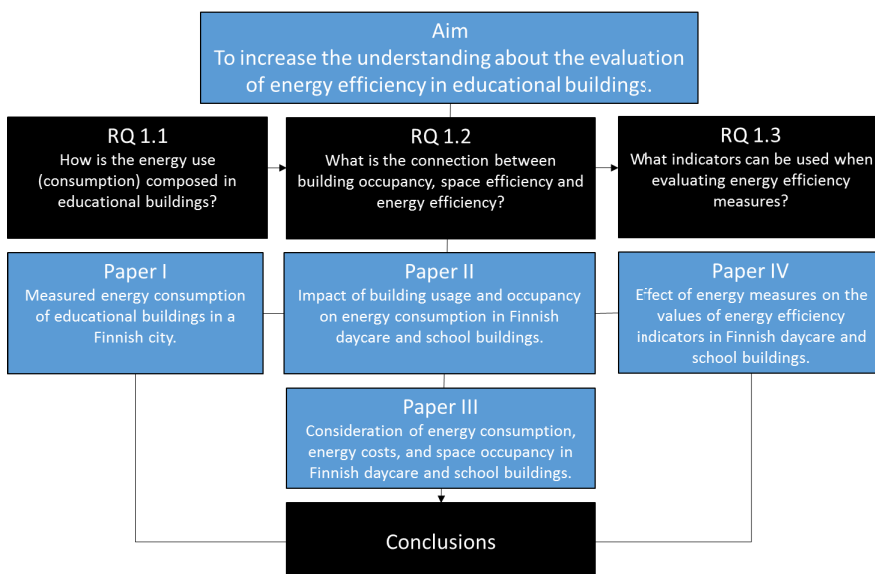 Aim
To increase the understanding about the evaluation
of energy efficiency in educational buildings.
RQ 1.1
How is the energy use
(consumption) composed in
educational buildings?
RQ 1.2
What is the connection between
building occupancy, space efficiency and
energy efficiency?
RQ 1.3
What indicators can be used when
evaluating energy efficiency
measures?
Paper I
Measured energy consumption
of educational buildings in a
Finnish city.
Paper II
Impact of building usage and occupancy
on energy consumption in Finnish
daycare and school buildings.
Paper IV
Effect of energy measures on the
values of energy efficiency
indicators in Finnish daycare and
school buildings.
Paper III
Consideration of energy consumption,
energy costs, and space occupancy in
Finnish daycare and school buildings.
Conclusions